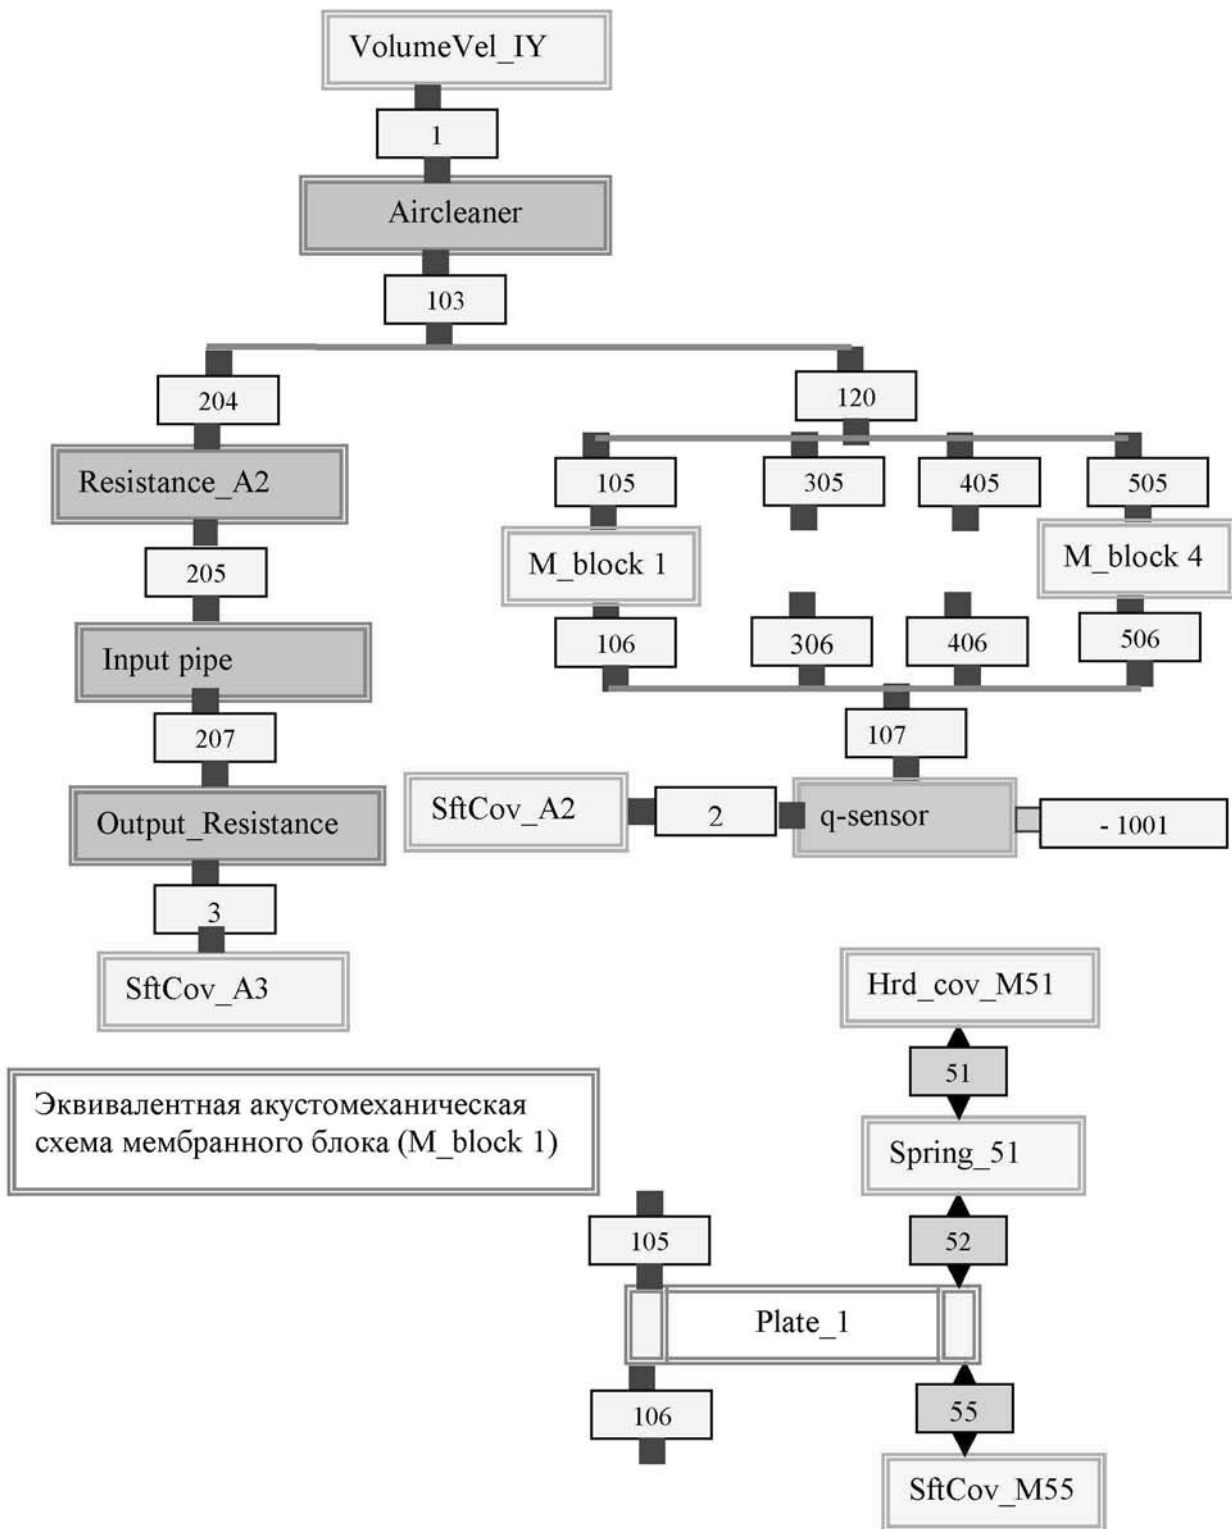 VolumeVel_IY
1
Aircleaner
103
204
120
Resistance_A2
105
305
405
505
205
M_block 1
M_block 4
Input pipe
106
306
406
506
207
107
Output_Resistance
SftCov_A2
2
q-sensor
- 1001
3
SftCov_A3
Hrd_cov_M51
51
Эквивалентная акустомеханическая
схема мембранного блока (M_block 1)
Spring_51
105
52
Plate_1
106
55
SftCov_M55